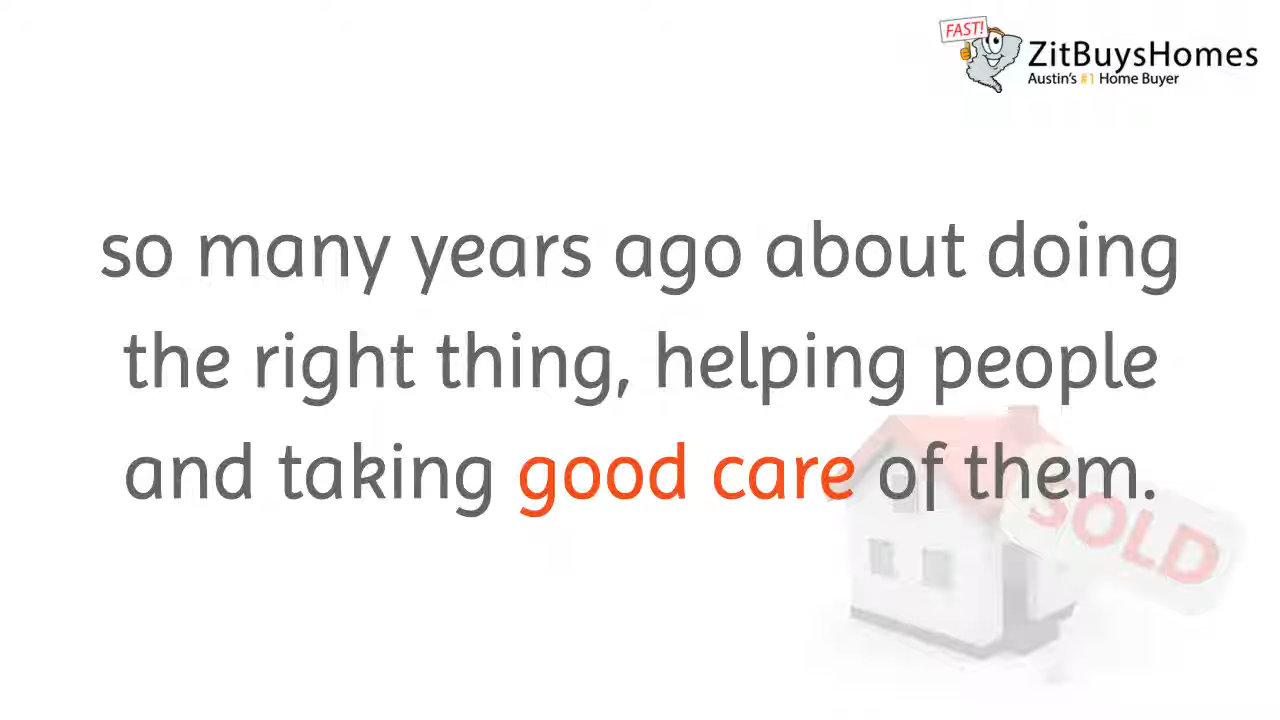 FAST!
ZitBuysHomes
Austin's #1 Home Buyer
so many years ago about doing
the right thing, helping people
and taking good care of them.
SOLD